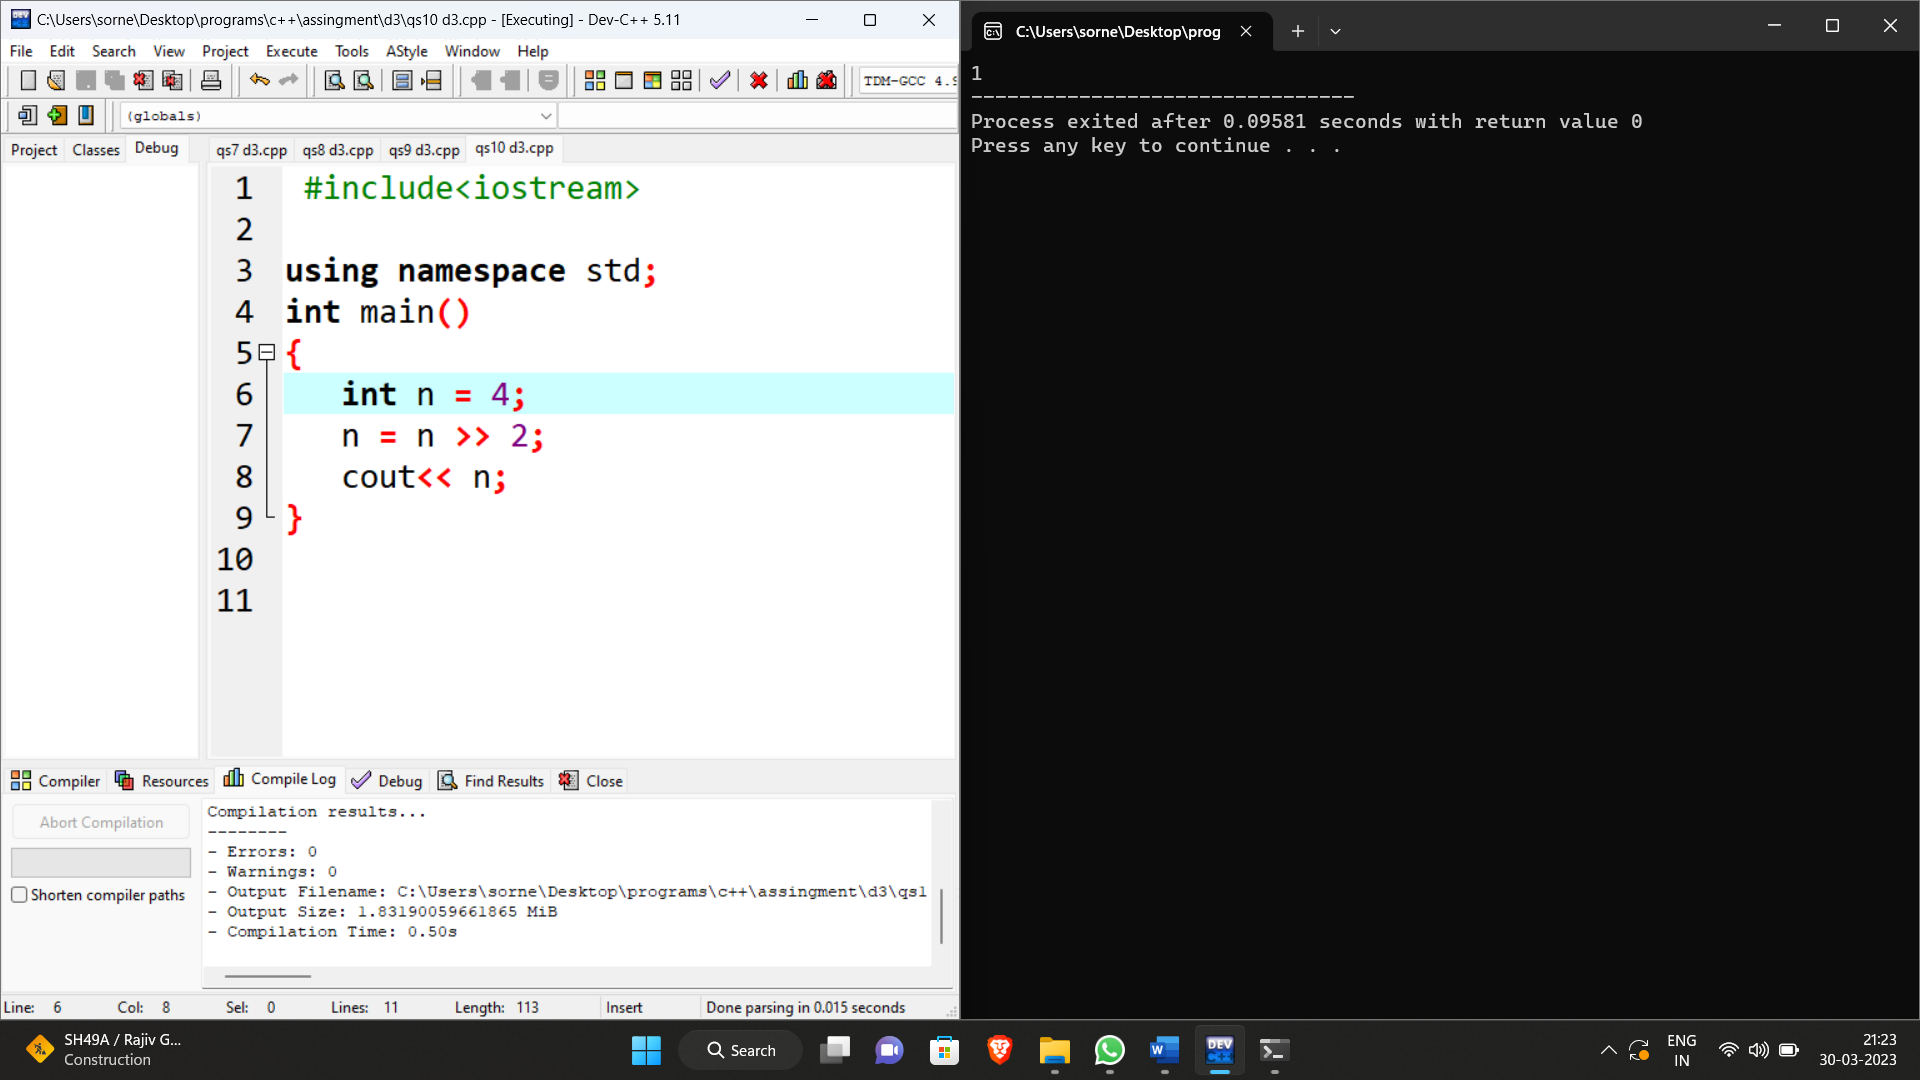 C:\Users\sorne\Desktop\programs\c++\assingment\d3\qs10 d3.cpp - [Executing] - Dev-C++ 5.11
File Edit Search View Project Execute Tools AStyle Window Help
TDM-GCC 4.9
(globals)
Project Classes Debug
qs7 d3.cpp qs8 d3.cpp qs9 d3.cpp qs10 d3.cpp
1 #include<iostream>
2
3 using namespace std;
4 int main()
5 {
6 int n = 4;
7 n = n >> 2;
8 cout<< n;
9 }
10
11
Compiler Resources Compile Log Debug Find Results Close
Abort Compilation
Shorten compiler paths
Compilation results...
--------
- Errors: 0
- Warnings: 0
- Output Filename: C:\Users\sorne\Desktop\programs\c++\assingment\d3\qs1
- Output Size: 1.83190059661865 MiB
- Compilation Time: 0.50s
Line: 6 Col: 8 Sel: 0 Lines: 11 Length: 113 Insert Done parsing in 0.015 seconds
C:\Users\sorne\Desktop\prog
1
--------------------------------
Process exited after 0.09581 seconds with return value 0
Press any key to continue . . .
SH49A / Rajiv G...
Construction
Search
DEV
C++
ENG
IN
21:23
30-03-2023